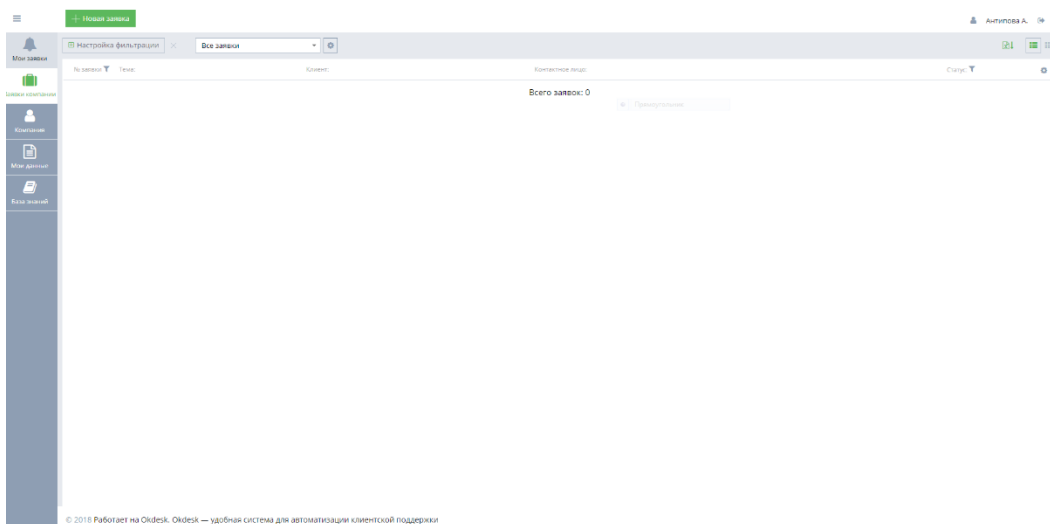 Новая заявка
Антипова А.
Мои заявки
Настройка фильтрации
Все заявки
№ заявки Тема: Клиент: Контактное лицо: Статус:
Заявки компании
Всего заявок: 0
Прямоугольник
Компания
Мои данные
База знаний
© 2018 Работает на Okdesk. Okdesk — удобная система для автоматизации клиентской поддержки